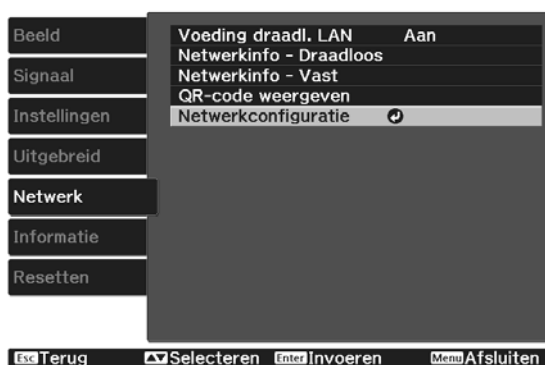 Beeld
Signaal
Instellingen
Uitgebreid
Netwerk
Informatie
Resetten
Voeding draadl. LAN Aan
Netwerkinfo - Draadloos
Netwerkinfo - Vast
QR-code weergeven
Netwerkconfiguratie
Esc Terug Selecteren Enter Invoeren Menu Afsluiten